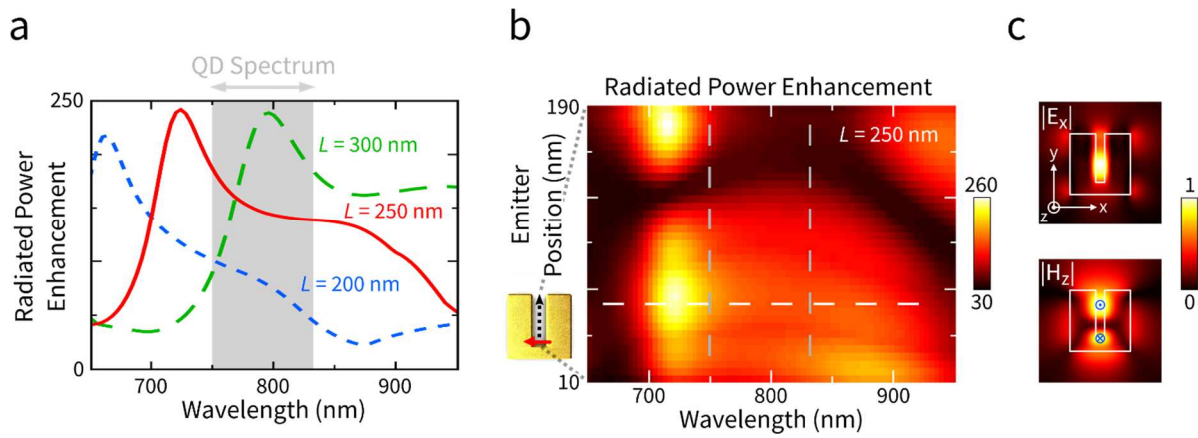 a
QD Spectrum
250
L = 300 nm
L = 250 nm
L = 200 nm
0
Radiated Power
Enhancement
700
800
900
Wavelength (nm)
b
Radiated Power Enhancement
190
L = 250 nm
Emitter
Position (nm)
10
700
800
900
Wavelength (nm)
260
30
c
|Eₓ|
y
z
x
1
0
|H_z|